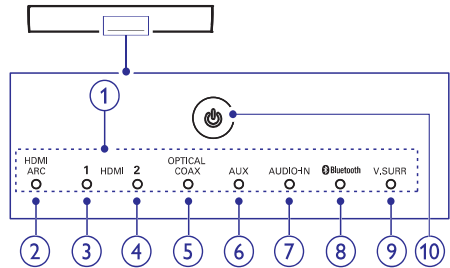 1
HDMI
ARC
1 HDMI 2
OPTICAL
COAX
AUX
AUDIO-IN
Bluetooth
V.SURR
2 3 4 5 6 7 8 9 10